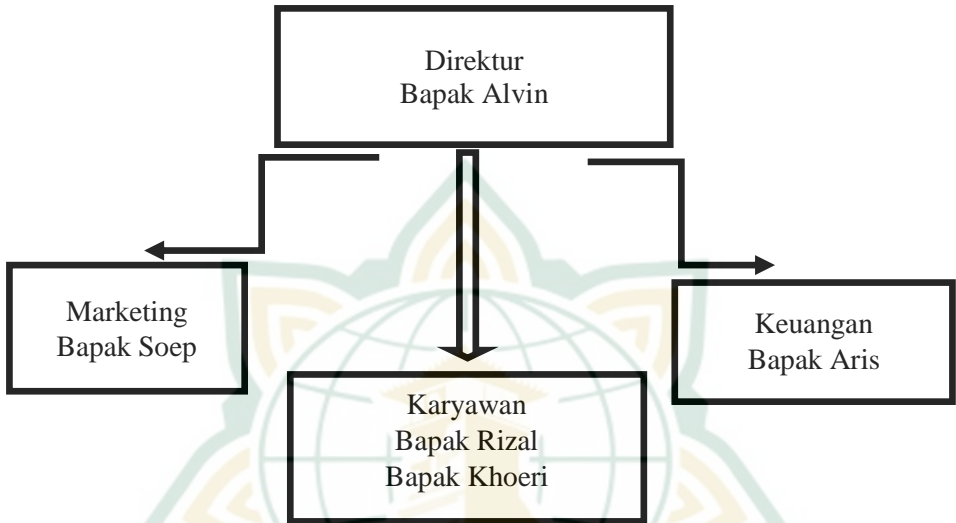 Direktur
Bapak Alvin
Marketing
Bapak Soep
Keuangan
Bapak Aris
Karyawan
Bapak Rizal
Bapak Khoeri